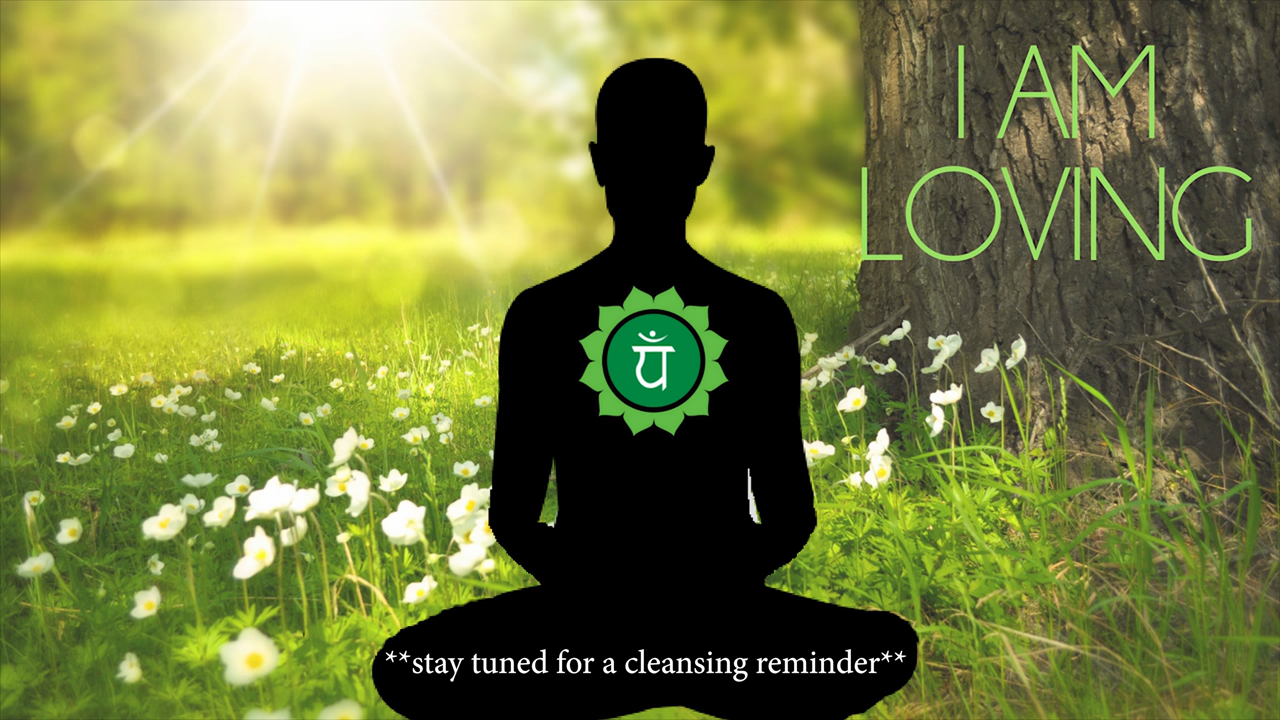 I AM
LOVING
यँ
**stay tuned for a cleansing reminder**